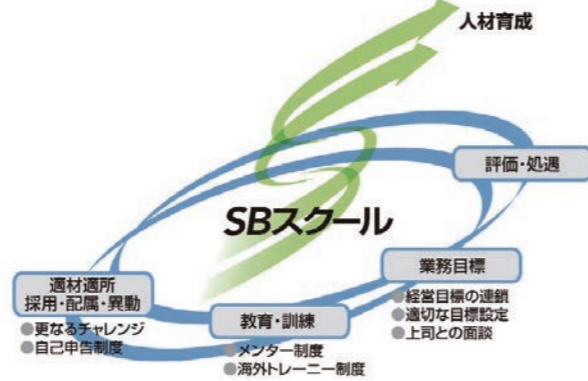 人材育成
評価・処遇
SBスクール
業務目標
●経営目標の連鎖
●適切な目標設定
●上司との面談
適材適所
採用・配属・異動
●更なるチャレンジ
●自己申告制度
教育・訓練
●メンター制度
●海外トレーニー制度